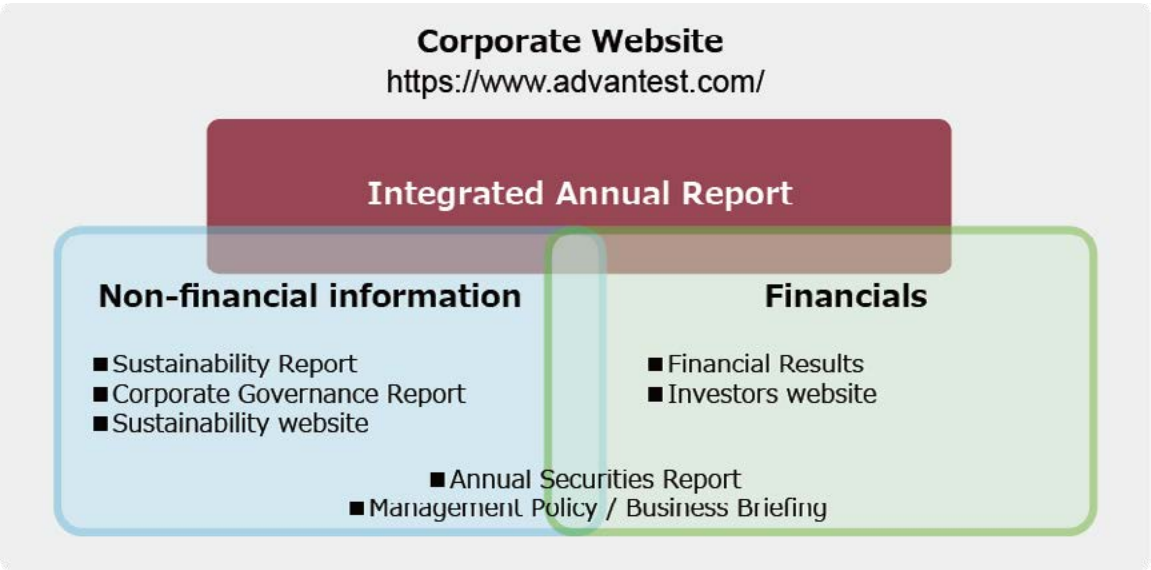 Corporate Website
https://www.advantest.com/
Integrated Annual Report
Non-financial information
■Sustainability Report
■Corporate Governance Report
■Sustainability website
Financials
■Financial Results
■Investors website
■Annual Securities Report
■Management Policy / Business Briefing